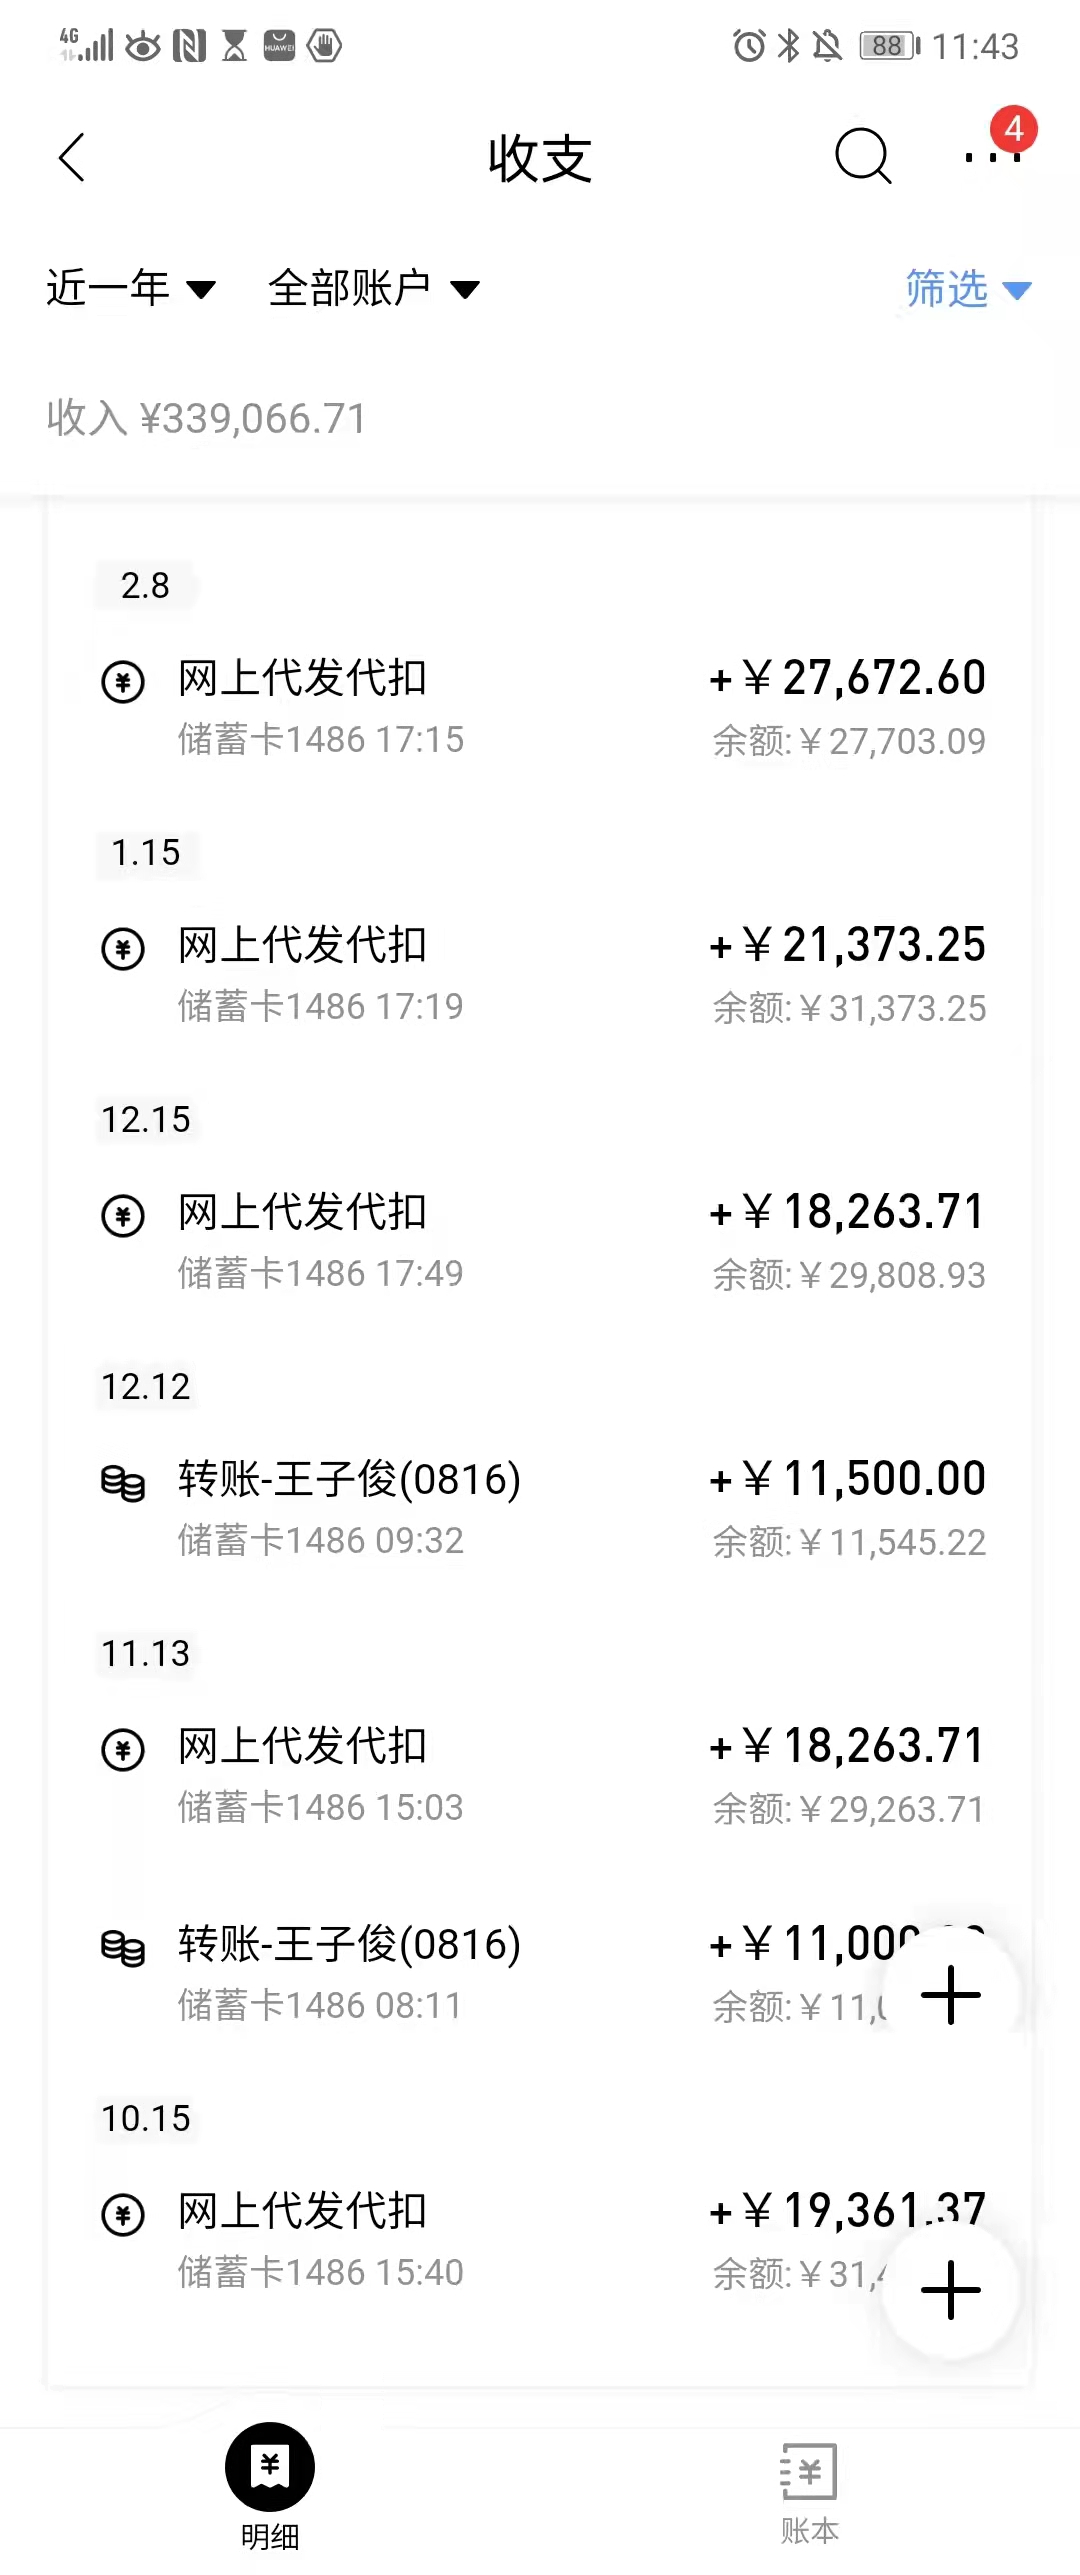 4G HUAWEI 88 11:43
收支
4
近一年 全部账户 筛选
收入 ¥339,066.71
2.8
网上代发代扣 +¥27,672.60
储蓄卡1486 17:15 余额:¥27,703.09
1.15
网上代发代扣 +¥21,373.25
储蓄卡1486 17:19 余额:¥31,373.25
12.15
网上代发代扣 +¥18,263.71
储蓄卡1486 17:49 余额:¥29,808.93
12.12
转账-王子俊(0816) +¥11,500.00
储蓄卡1486 09:32 余额:¥11,545.22
11.13
网上代发代扣 +¥18,263.71
储蓄卡1486 15:03 余额:¥29,263.71
转账-王子俊(0816) +¥11,00
储蓄卡1486 08:11 余额:¥11,
10.15
网上代发代扣 +¥19,361.37
储蓄卡1486 15:40 余额:¥31,
明细 账本